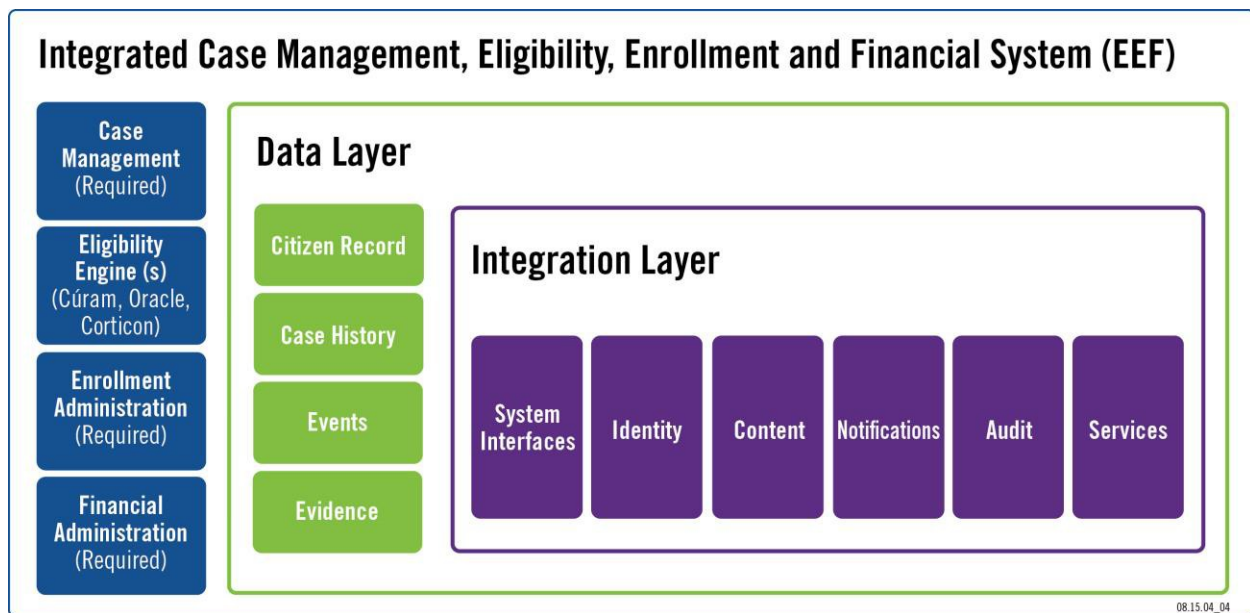 Integrated Case Management, Eligibility, Enrollment and Financial System (EEF)
Case
Management
(Required)
Eligibility
Engine (s)
(Cúram, Oracle,
Corticon)
Enrollment
Administration
(Required)
Financial
Administration
(Required)
Data Layer
Citizen Record
Case History
Events
Evidence
Integration Layer
System
Interfaces
Identity
Content
Notifications
Audit
Services
08.15.04_04